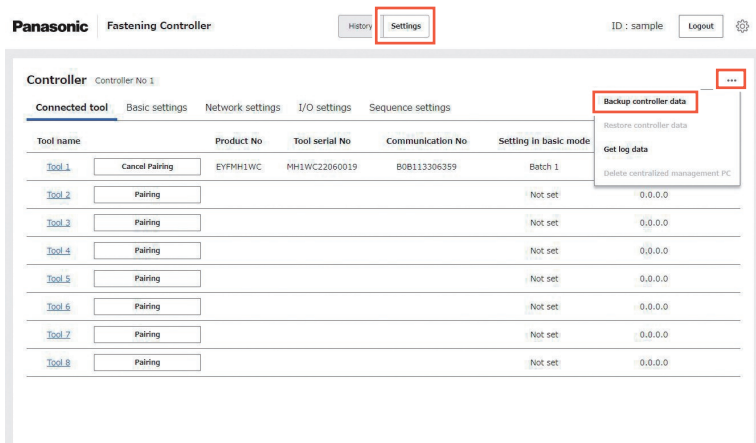 Panasonic Fastening Controller History Settings ID : sample Logout
Controller Controller No 1 ...
Connected tool Basic settings Network settings I/O settings Sequence settings
Backup controller data
Restore controller data
Get log data
Delete centralized management PC
Tool name Product No Tool serial No Communication No Setting in basic mode
Tool 1 Cancel Pairing EYFMH1WC MH1WC22060019 B0B113306359 Batch 1
Tool 2 Pairing Not set 0.0.0.0
Tool 3 Pairing Not set 0.0.0.0
Tool 4 Pairing Not set 0.0.0.0
Tool 5 Pairing Not set 0.0.0.0
Tool 6 Pairing Not set 0.0.0.0
Tool 7 Pairing Not set 0.0.0.0
Tool 8 Pairing Not set 0.0.0.0